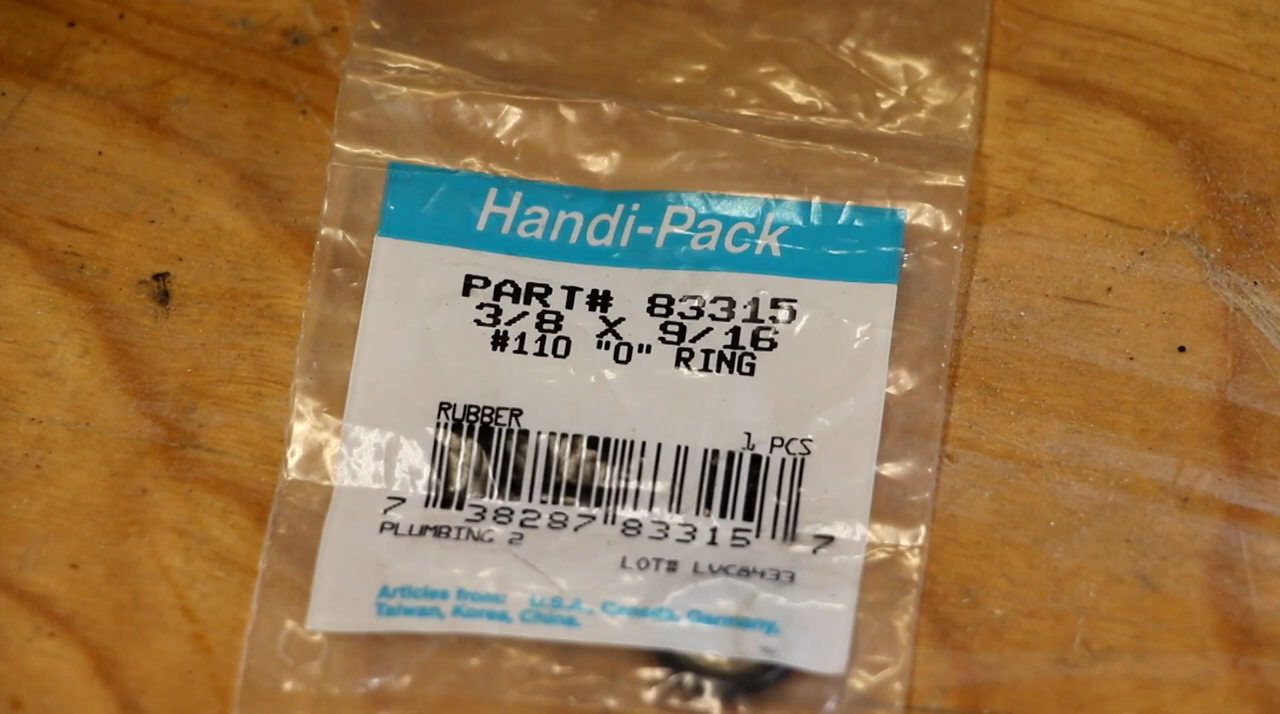 Handi-Pack
PART# 83315
3/8 X 9/16
#110 "O" RING
RUBBER
1 PCS
7 38287 83315 7
PLUMBING 2
LOT#
Articles from: U.S.A., Canada, Germany,
Taiwan, Korea, China.